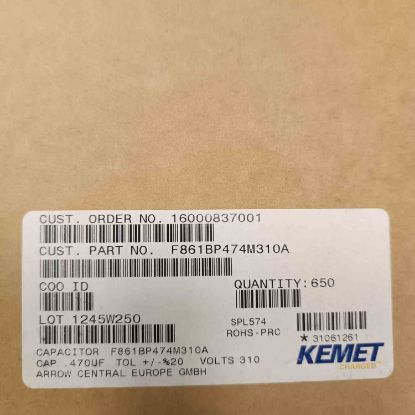 CUST. ORDER NO. 16000837001
CUST. PART NO. F861BP474M310A
COO ID QUANTITY:650
LOT 1245W250 SPL574
ROHS-PRC *31061261
CAPACITOR F861BP474M310A
CAP .470UF TOL +/-%20 VOLTS 310
ARROW CENTRAL EUROPE GMBH
KEMET
CHARGED